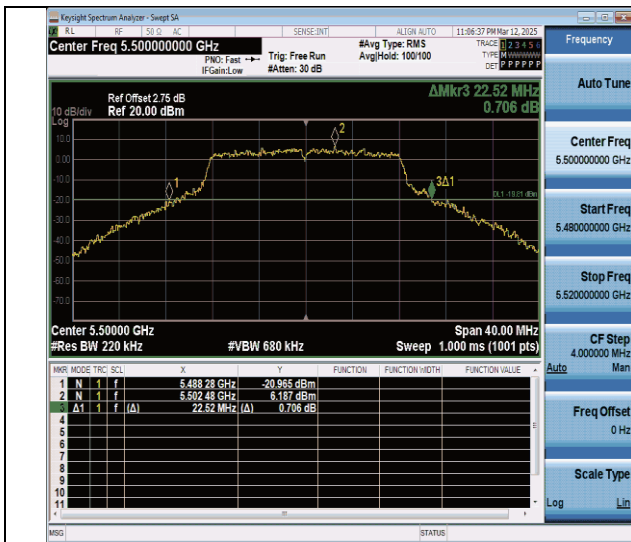 Keysight Spectrum Analyzer - Swept SA
RL RF 50 Ω AC SENSE:INT ALIGN AUTO 11:06:37 PM Mar 12, 2025
Center Freq 5.500000000 GHz
PNO: Fast
IFGain:Low
Trig: Free Run
#Atten: 30 dB
#Avg Type: RMS
Avg|Hold: 100/100
TRACE 1 2 3 4 5 6
TYPE M WWWWW
DET P P P P P P
Frequency
Auto Tune
Center Freq
5.500000000 GHz
Start Freq
5.480000000 GHz
Stop Freq
5.520000000 GHz
CF Step
4.000000 MHz
Auto Man
Freq Offset
0 Hz
Scale Type
Log Lin
Ref Offset 2.75 dB
Ref 20.00 dBm
10 dB/div
Log
ΔMkr3 22.52 MHz
0.706 dB
10.0
0.00
-10.0
-20.0
-30.0
-40.0
-50.0
-60.0
-70.0
1
2
3Δ1
Center 5.50000 GHz
#Res BW 220 kHz
#VBW 680 kHz
Span 40.00 MHz
Sweep 1.000 ms (1001 pts)
MKR MODE TRC SCL X Y FUNCTION FUNCTION WIDTH FUNCTION VALUE
1 N 1 f 5.488 28 GHz -20.965 dBm
2 N 1 f 5.502 48 GHz 6.187 dBm
3 Δ1 1 f (Δ) 22.52 MHz (Δ) 0.706 dB
4
5
6
7
8
9
10
11
MSG STATUS